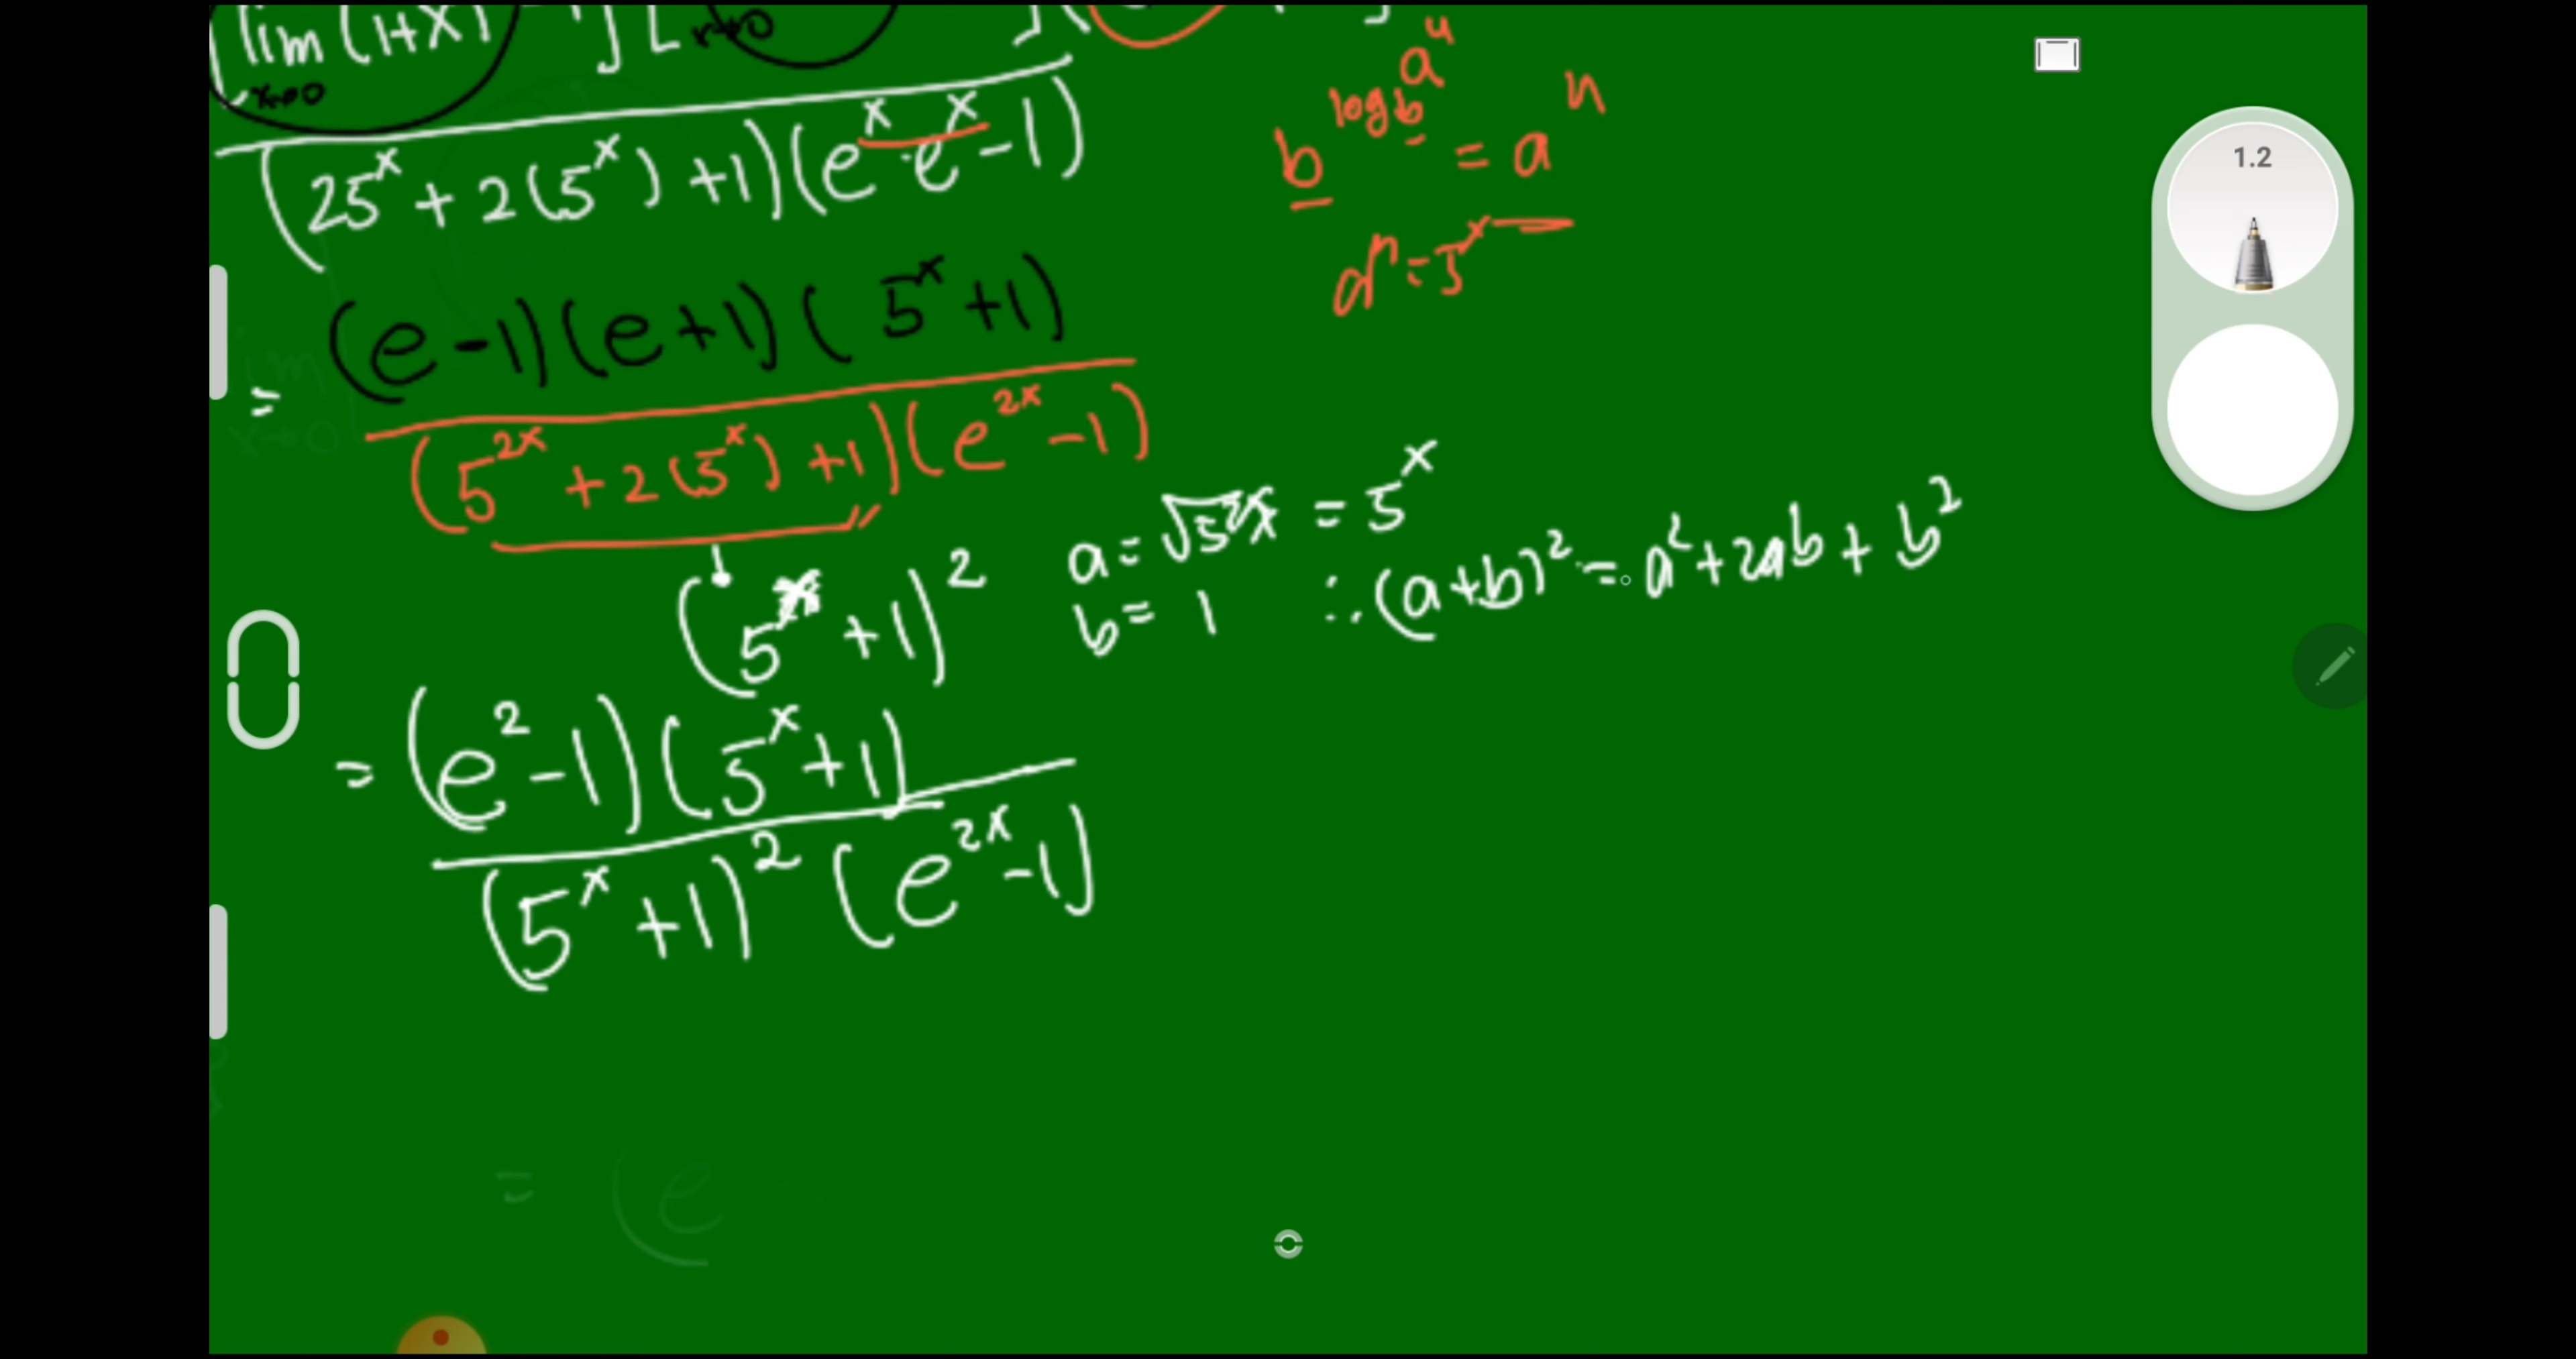 lim (1+x)
x→0
x→0
(25^x + 2(5^x) + 1)(e^x · e^x - 1)
b^(log_b a^n) = a^n
a^n = 5^x
= (e - 1)(e + 1)(5^x + 1)
(5^2x + 2(5^x) + 1)(e^2x - 1)
(5^x + 1)^2
a = √5^2x = 5^x
b = 1
∴ (a+b)^2 = a^2 + 2ab + b^2
= (e^2 - 1)(5^x + 1)
(5^x + 1)^2 (e^2x - 1)
1.2